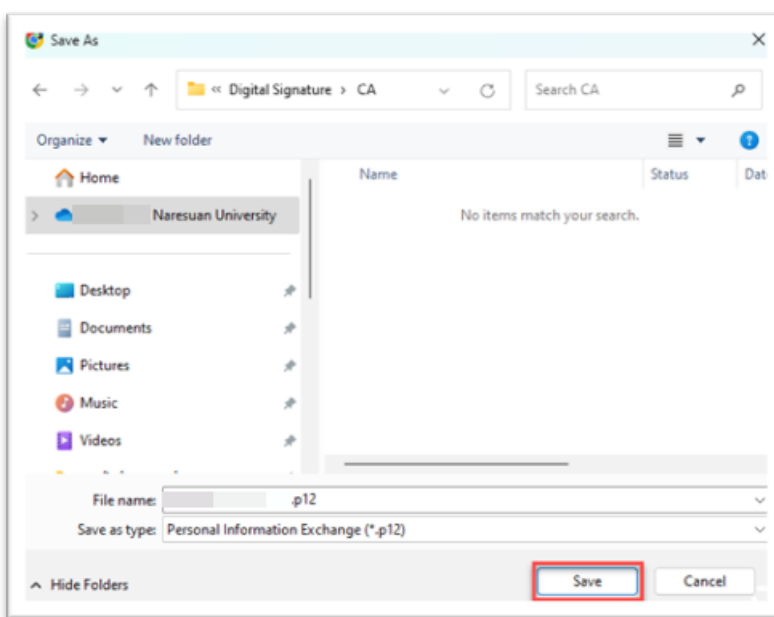 Save As
« Digital Signature > CA
Search CA
Organize
New folder
Home
Name
Status
Dat
Naresuan University
No items match your search.
Desktop
Documents
Pictures
Music
Videos
File name:
.p12
Save as type:
Personal Information Exchange (*.p12)
Hide Folders
Save
Cancel